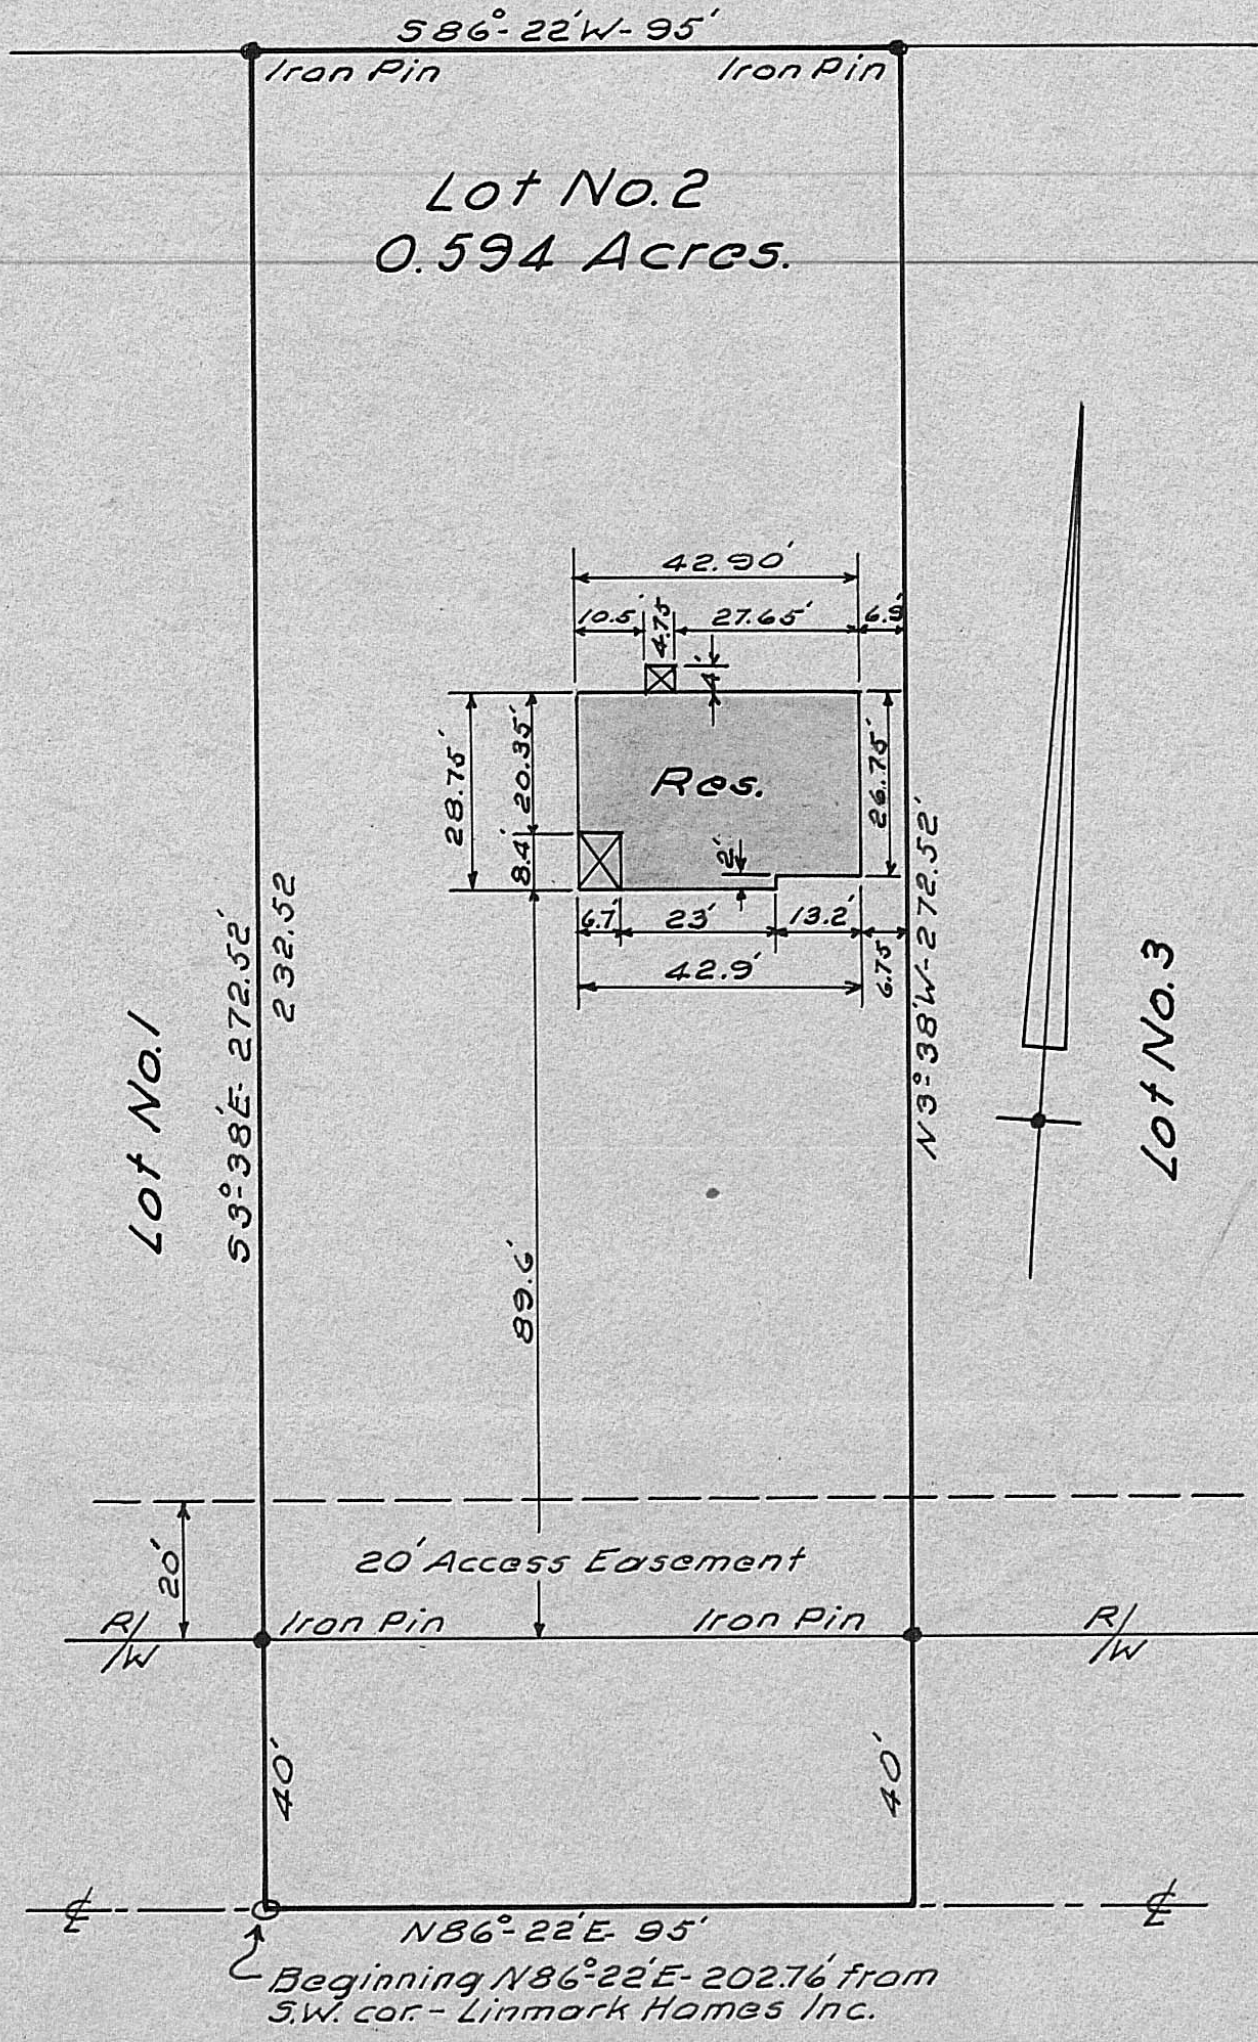 S86°-22'W-95'
Iron Pin
Iron Pin
Lot No.2
0.594 Acres.
42.90'
10.5'
4.75
27.65'
6.9'
4'
28.75'
20.35'
8.4'
Res.
26.75'
2'
6.7'
23'
13.2'
6.75
42.9'
Lot No.1
S3°-38'E-272.52'
232.52
N3°-38'W-272.52'
Lot No.3
89.6'
20'
20' Access Easement
R/W
Iron Pin
Iron Pin
R/W
40'
40'
℄
℄
N86°-22'E-95'
Beginning N86°-22'E-202.76' from
S.W. cor.- Linmark Homes Inc.